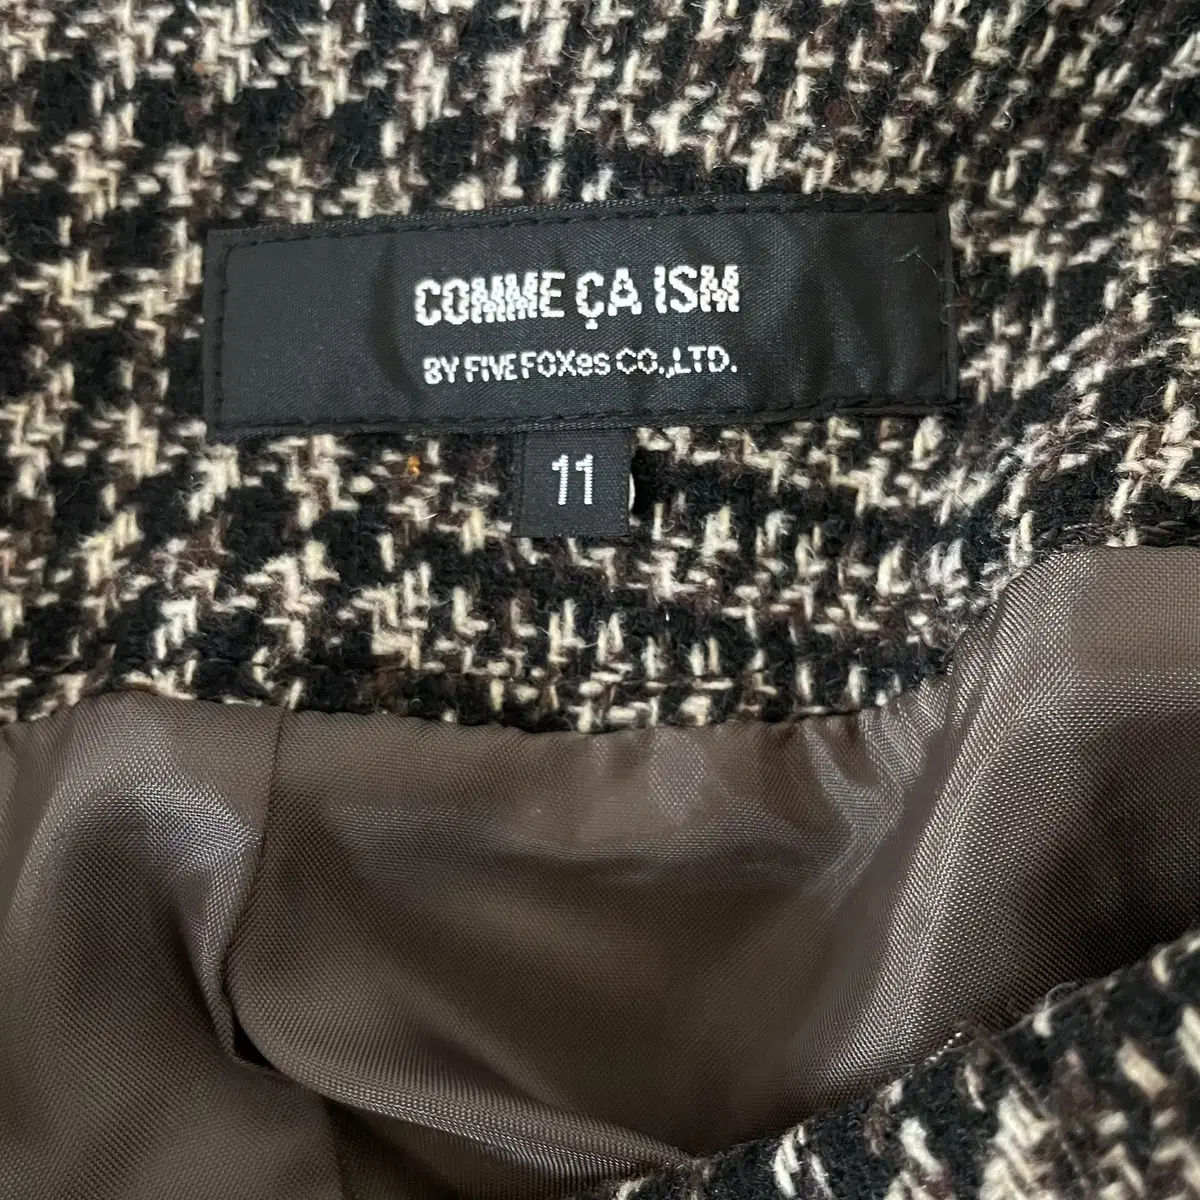 COMME ÇA ISM
BY FIVE FOXes CO.,LTD.
11